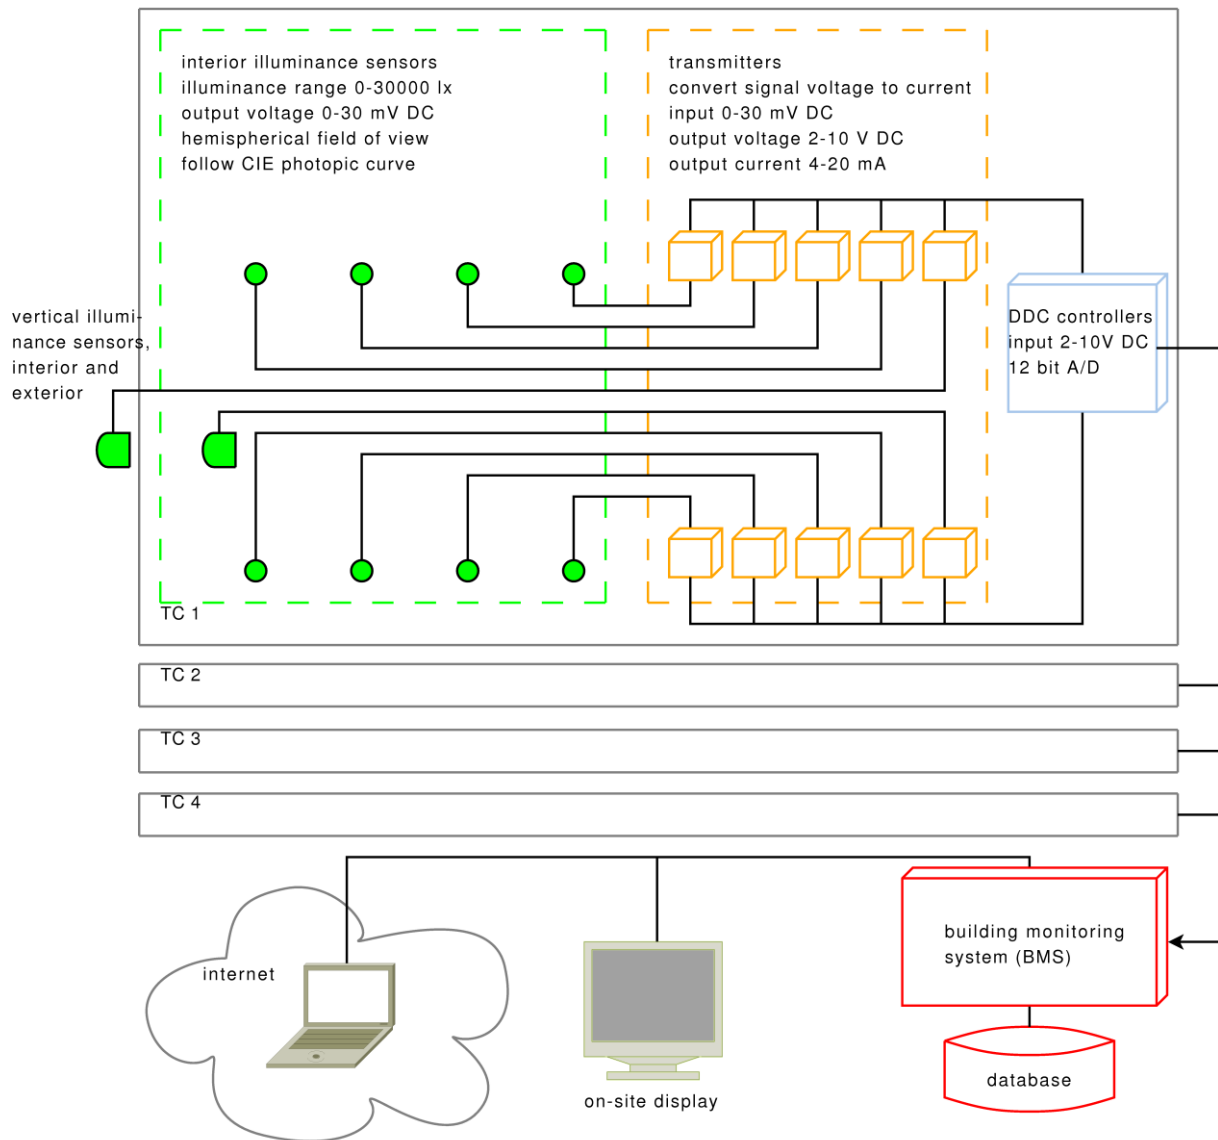 interior illuminance sensors
illuminance range 0-30000 lx
output voltage 0-30 mV DC
hemispherical field of view
follow CIE photopic curve
transmitters
convert signal voltage to current
input 0-30 mV DC
output voltage 2-10 V DC
output current 4-20 mA
vertical illumi-
nance sensors,
interior and
exterior
DDC controllers
input 2-10V DC
12 bit A/D
TC 1
TC 2
TC 3
TC 4
internet
on-site display
building monitoring
system (BMS)
database